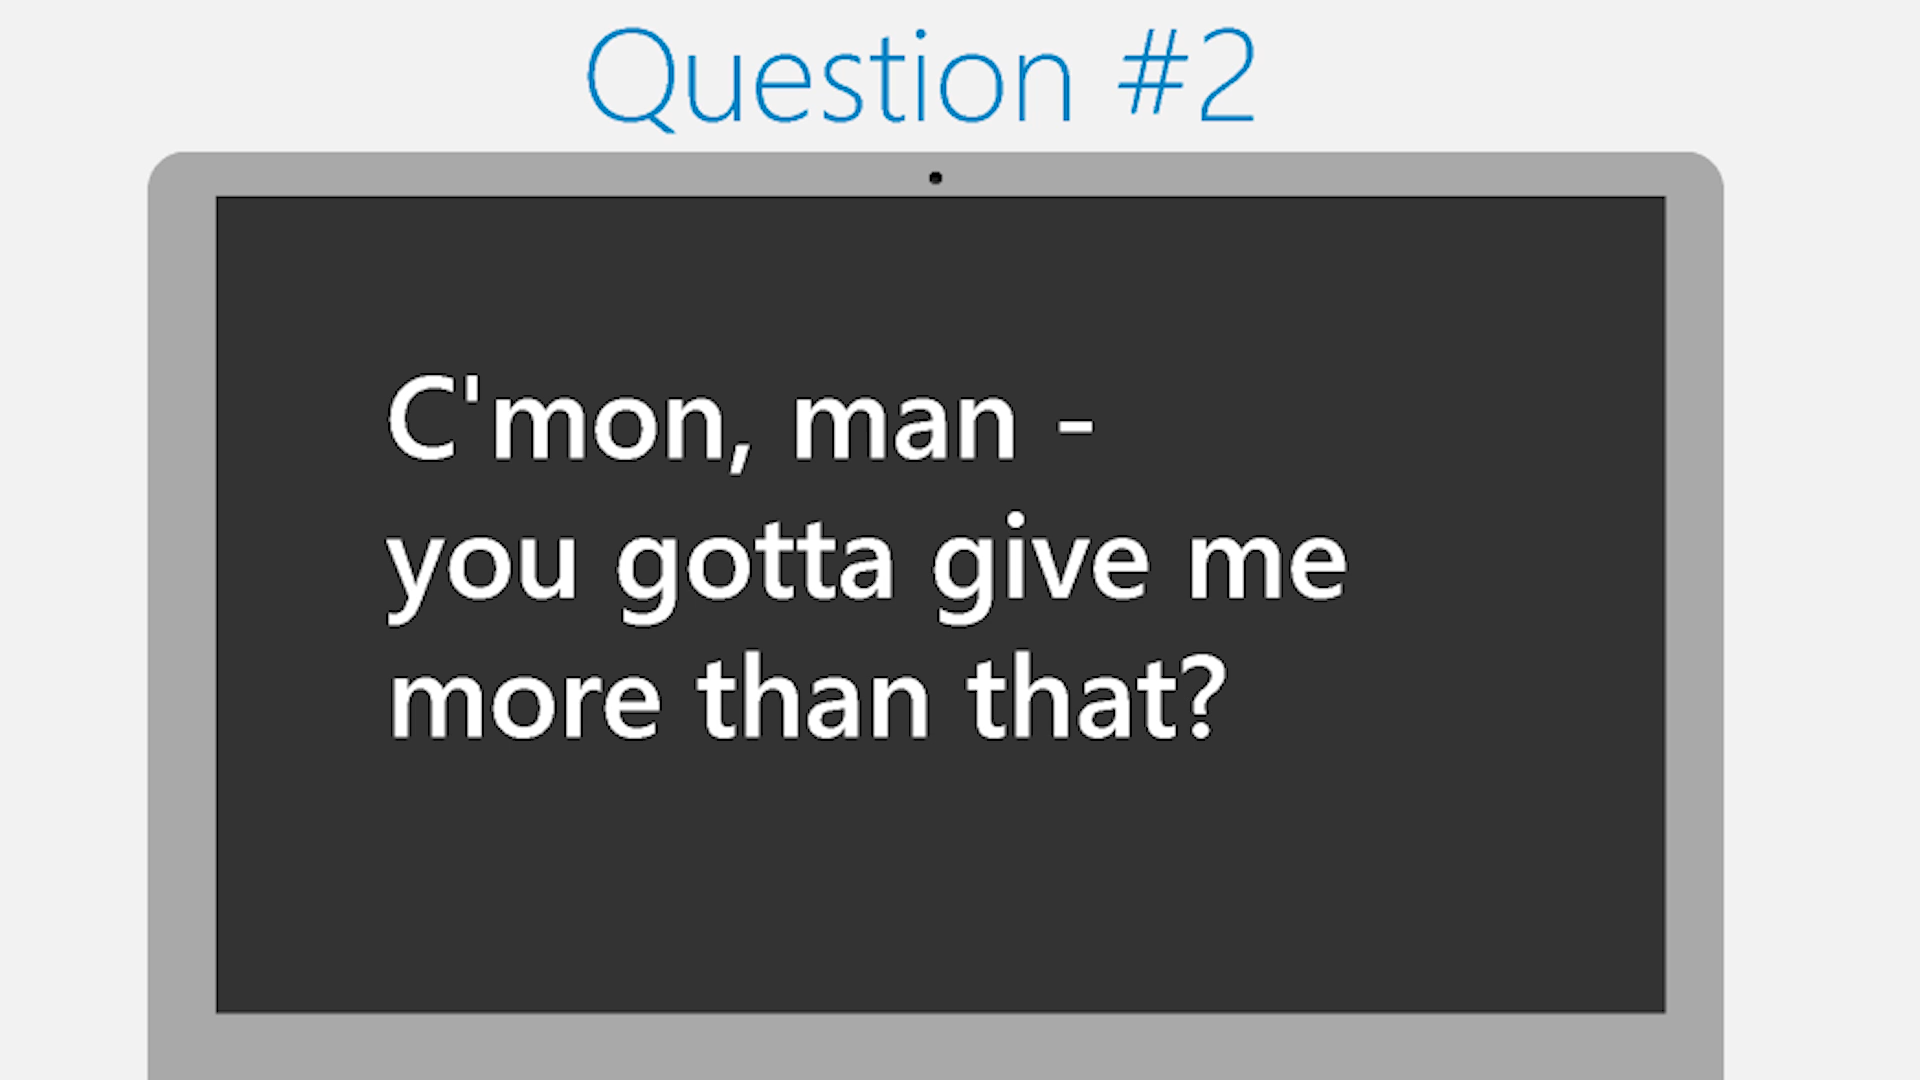 Question #2
C'mon, man -
you gotta give me
more than that?